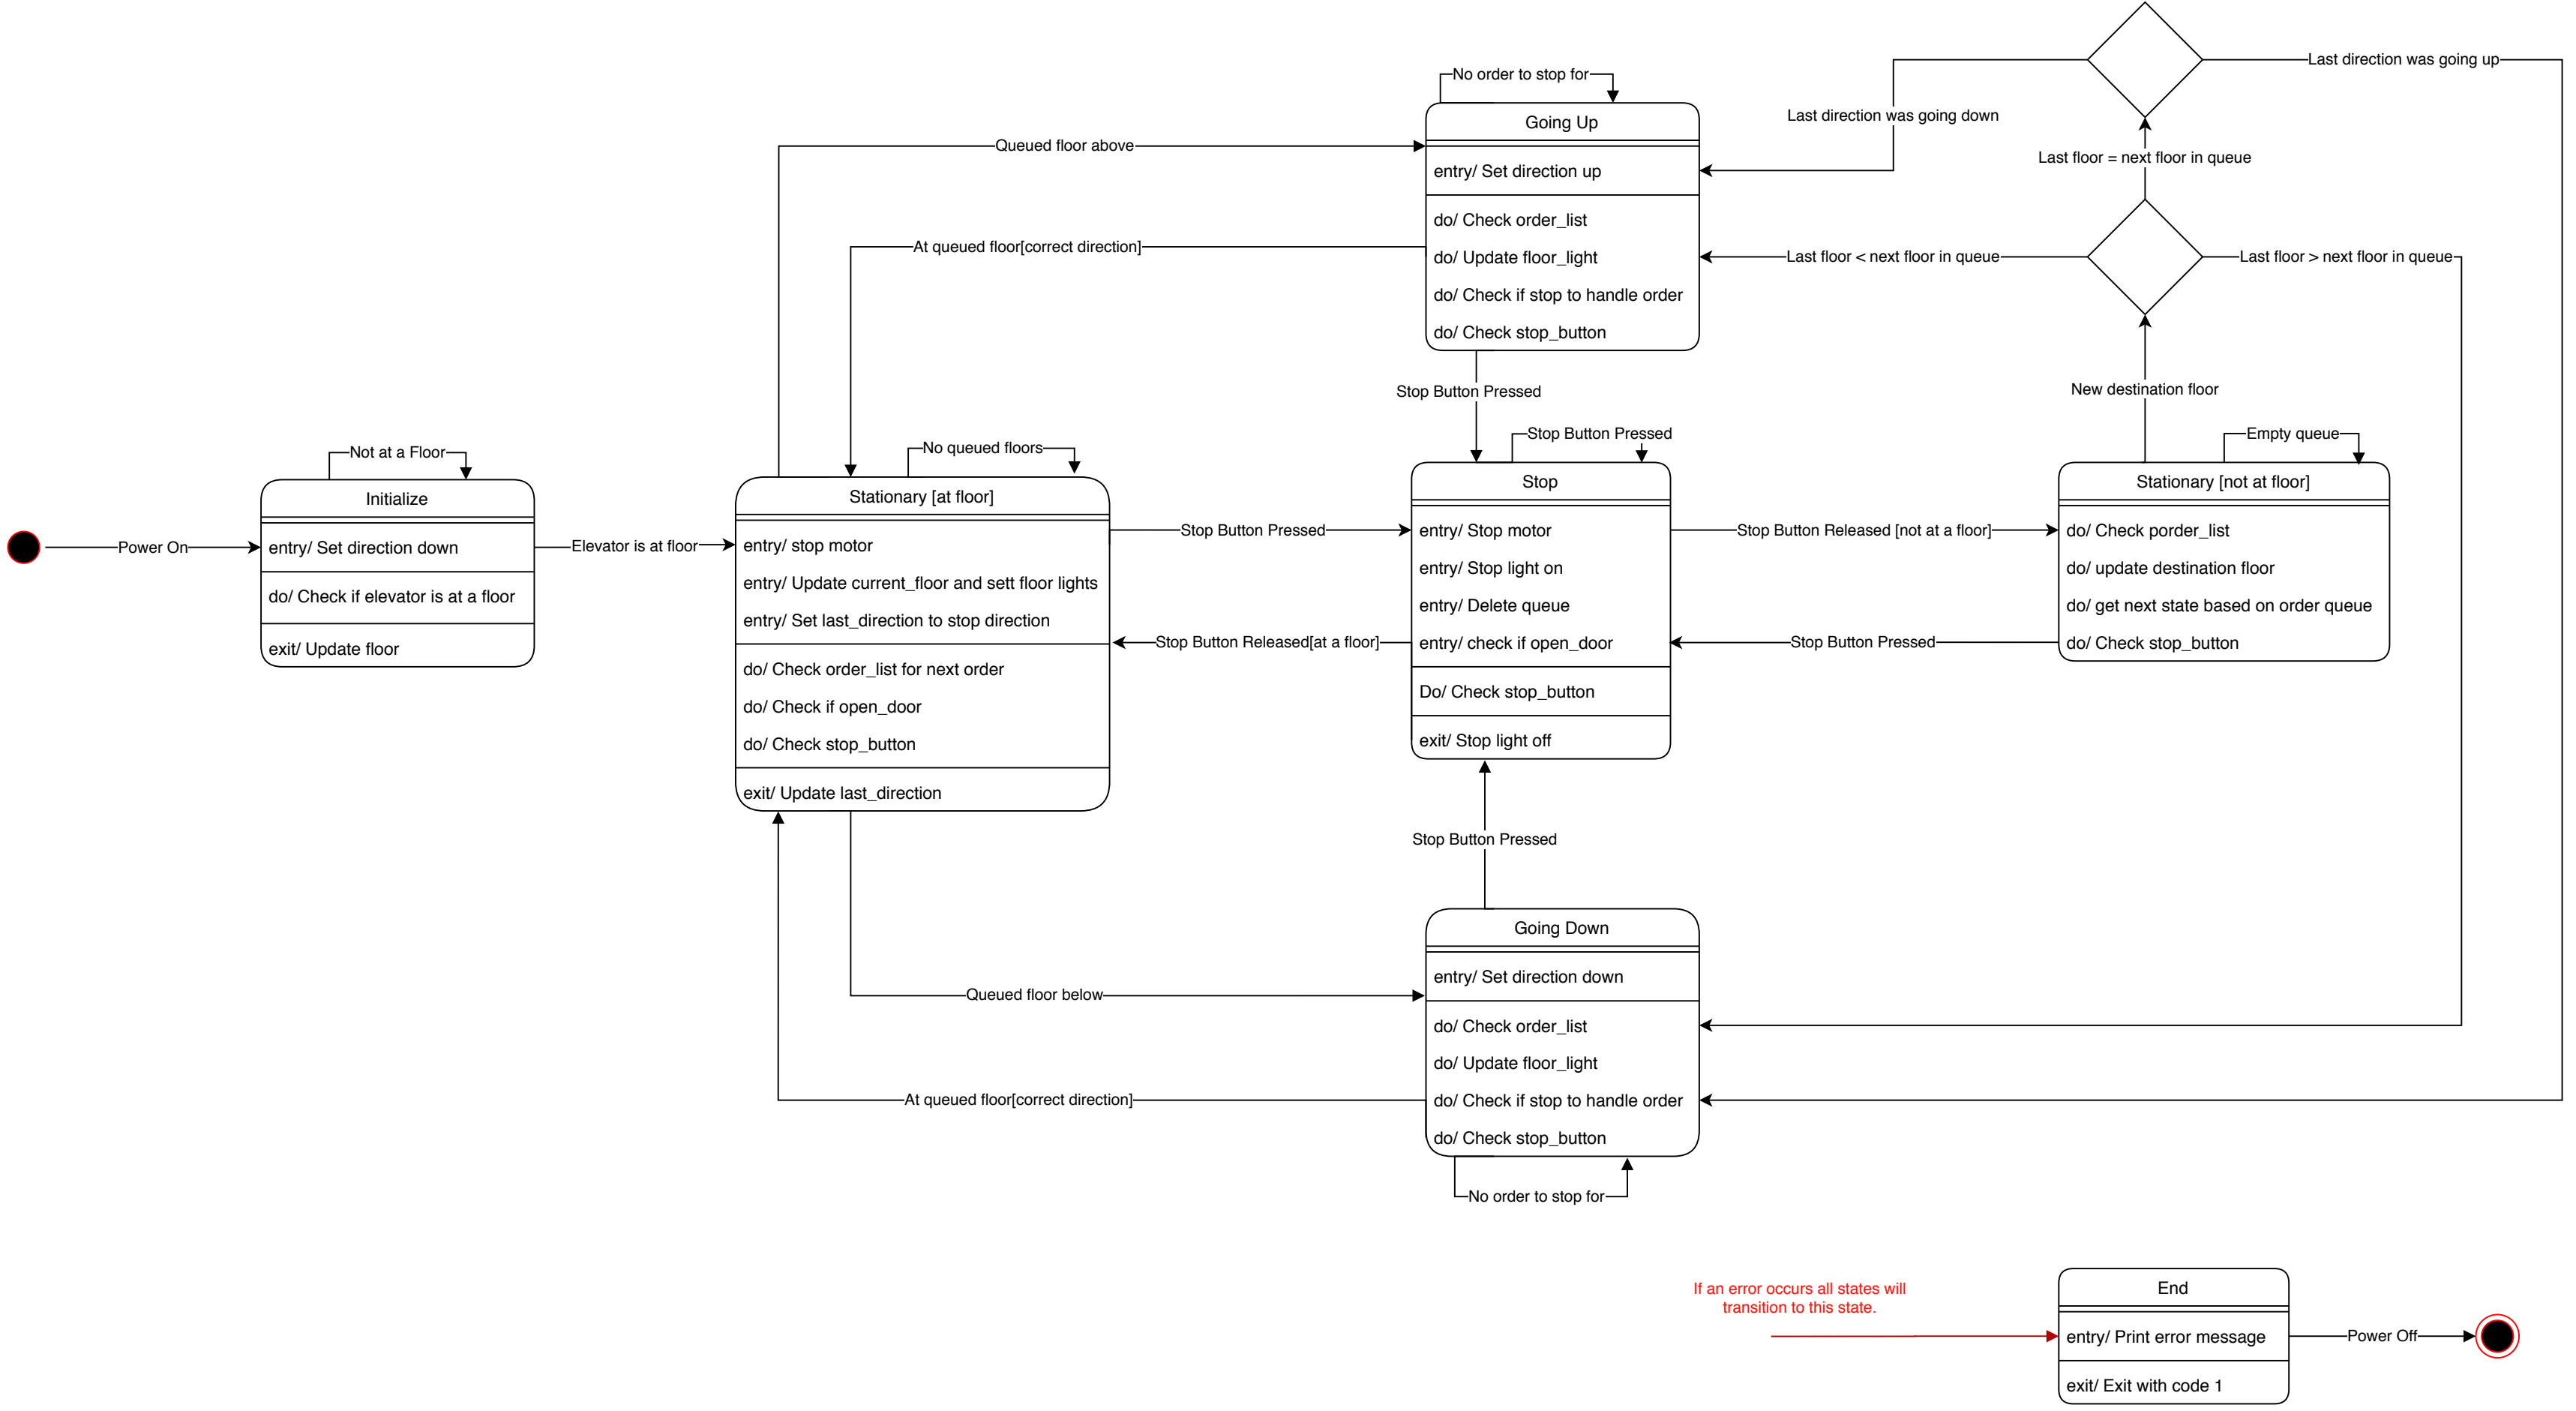 Last direction was going up
No order to stop for
Going Up
entry/ Set direction up
do/ Check order_list
do/ Update floor_light
do/ Check if stop to handle order
do/ Check stop_button
Last direction was going down
Queued floor above
Last floor = next floor in queue
At queued floor[correct direction]
Last floor < next floor in queue
Last floor > next floor in queue
Stop Button Pressed
New destination floor
Power On
Not at a Floor
Initialize
entry/ Set direction down
do/ Check if elevator is at a floor
exit/ Update floor
Elevator is at floor
No queued floors
Stationary [at floor]
entry/ stop motor
entry/ Update current_floor and sett floor lights
entry/ Set last_direction to stop direction
do/ Check order_list for next order
do/ Check if open_door
do/ Check stop_button
exit/ Update last_direction
Stop Button Pressed
Stop Button Released[at a floor]
Stop Button Pressed
Stop
entry/ Stop motor
entry/ Stop light on
entry/ Delete queue
entry/ check if open_door
Do/ Check stop_button
exit/ Stop light off
Stop Button Released [not at a floor]
Stop Button Pressed
Empty queue
Stationary [not at floor]
do/ Check porder_list
do/ update destination floor
do/ get next state based on order queue
do/ Check stop_button
Stop Button Pressed
Going Down
entry/ Set direction down
do/ Check order_list
do/ Update floor_light
do/ Check if stop to handle order
do/ Check stop_button
Queued floor below
At queued floor[correct direction]
No order to stop for
If an error occurs all states will
transition to this state.
End
entry/ Print error message
exit/ Exit with code 1
Power Off